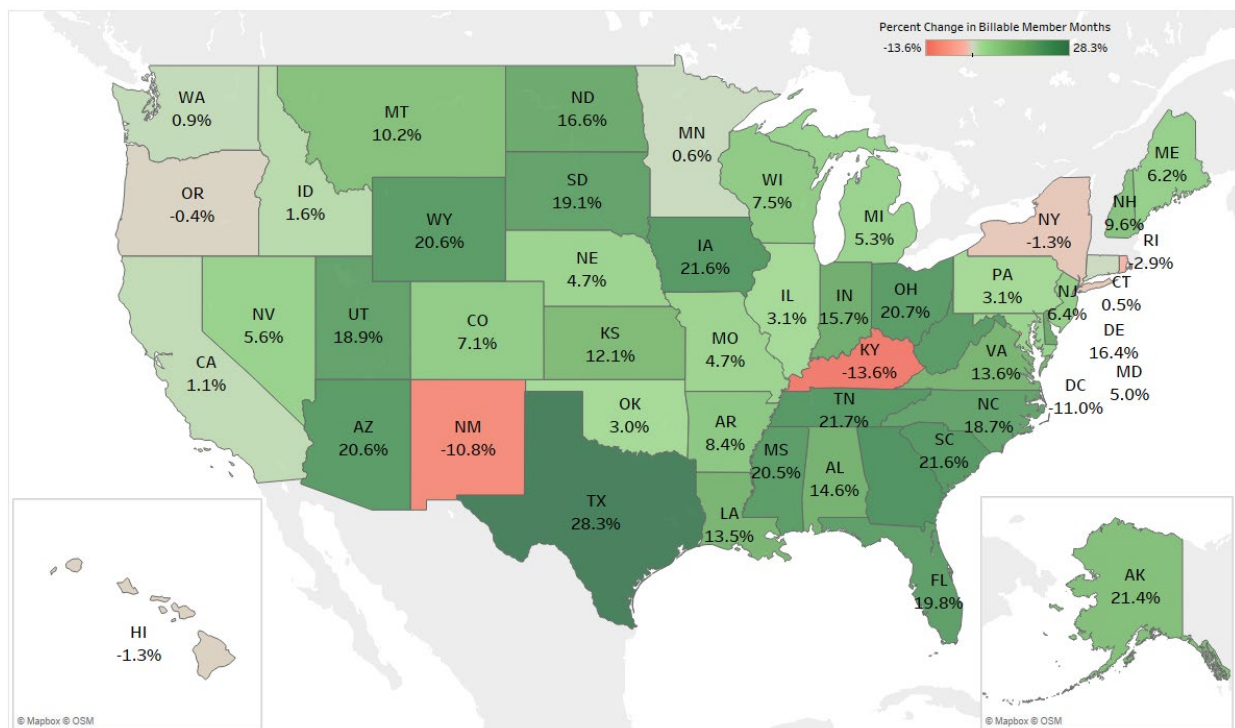 Percent Change in Billable Member Months
-13.6% 28.3%
WA
0.9%
MT
10.2%
ND
16.6%
MN
0.6%
OR
-0.4%
ID
1.6%
WY
20.6%
SD
19.1%
WI
7.5%
MI
5.3%
ME
6.2%
NH
9.6%
NY
-1.3%
RI
-2.9%
CT
0.5%
NV
5.6%
UT
18.9%
CO
7.1%
NE
4.7%
IA
21.6%
IL
3.1%
IN
15.7%
OH
20.7%
PA
3.1%
NJ
6.4%
DE
16.4%
MD
5.0%
DC
-11.0%
CA
1.1%
KS
12.1%
MO
4.7%
KY
-13.6%
VA
13.6%
AZ
20.6%
NM
-10.8%
OK
3.0%
AR
8.4%
TN
21.7%
NC
18.7%
SC
21.6%
TX
28.3%
LA
13.5%
MS
20.5%
AL
14.6%
FL
19.8%
HI
-1.3%
AK
21.4%
© Mapbox © OSM
© Mapbox © OSM